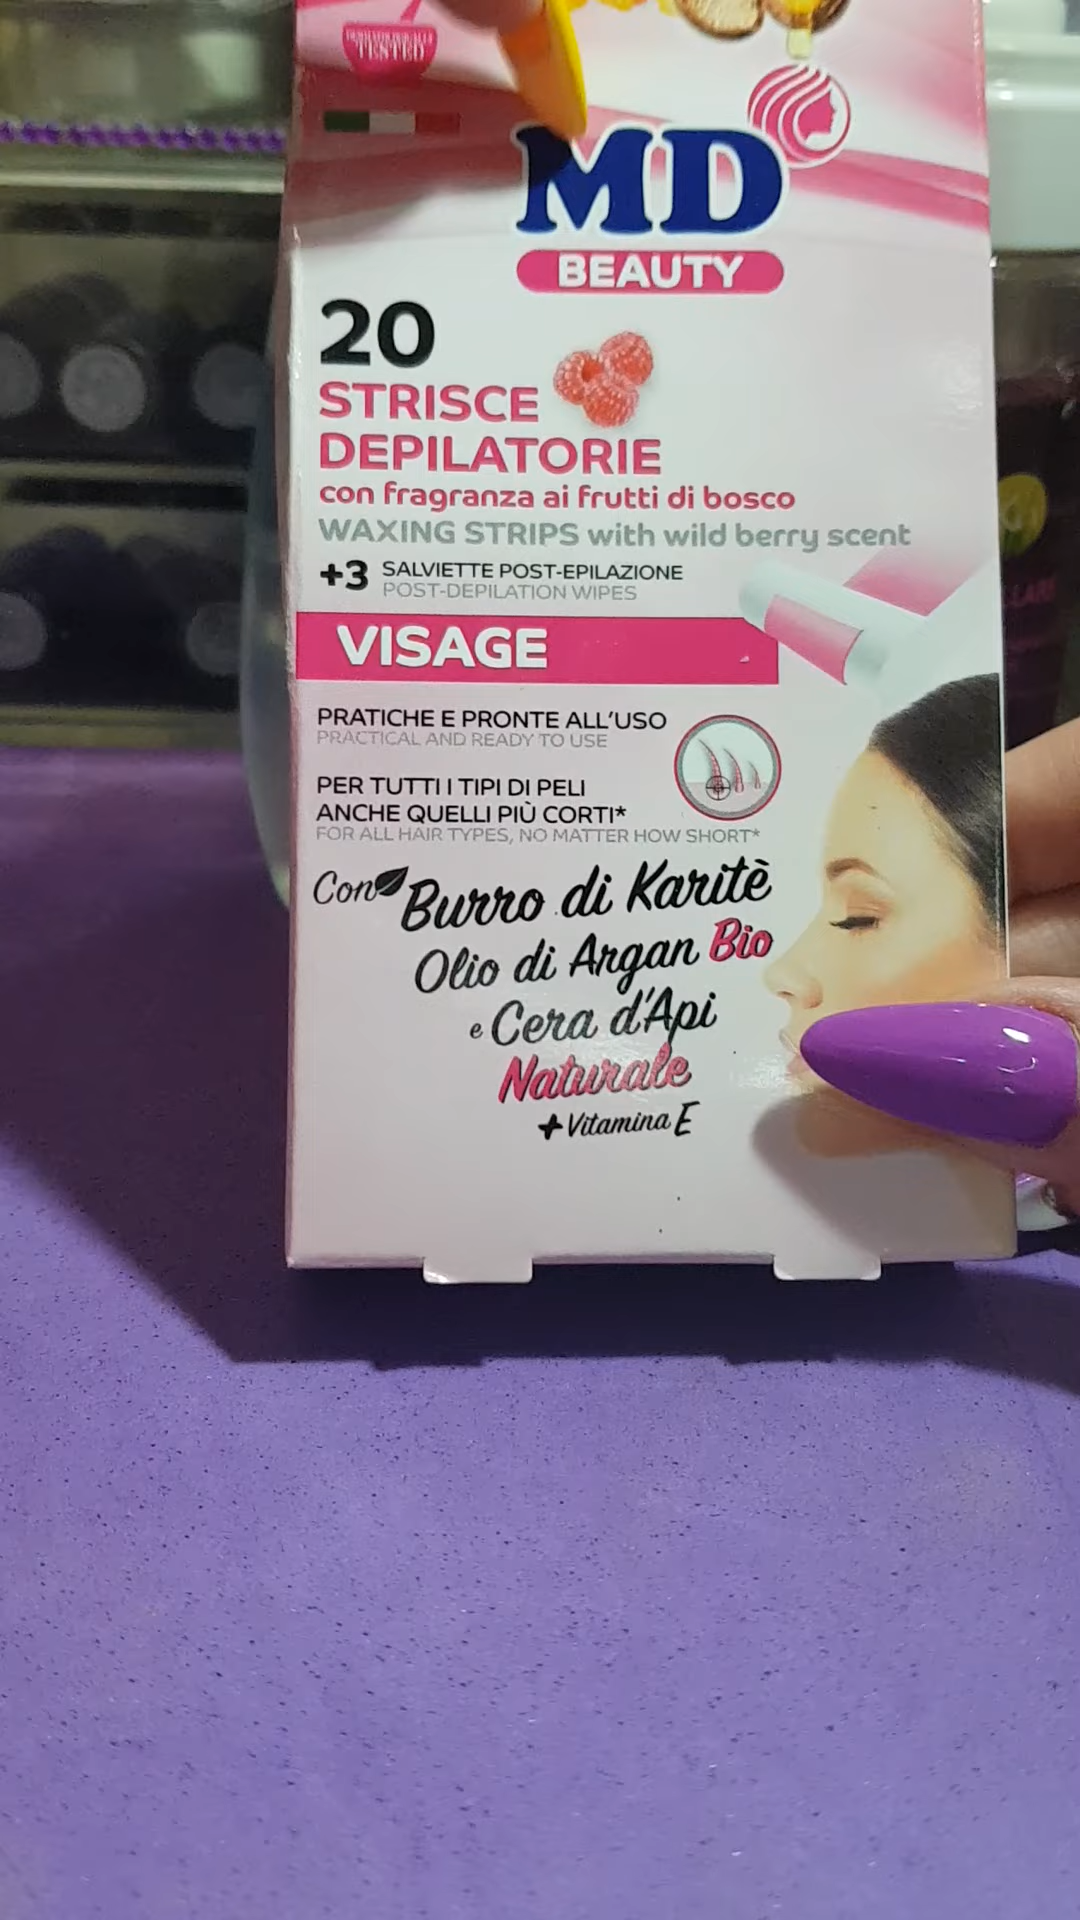 TESTED
MD
BEAUTY
20
STRISCE
DEPILATORIE
con fragranza ai frutti di bosco
WAXING STRIPS with wild berry scent
+3 SALVIETTE POST-EPILAZIONE
POST-DEPILATION WIPES
VISAGE
PRATICHE E PRONTE ALL'USO
PRACTICAL AND READY TO USE
PER TUTTI I TIPI DI PELI
ANCHE QUELLI PIÙ CORTI*
FOR ALL HAIR TYPES, NO MATTER HOW SHORT*
Con Burro di Karitè
Olio di Argan Bio
e Cera d'Api
Naturale
+ Vitamina E